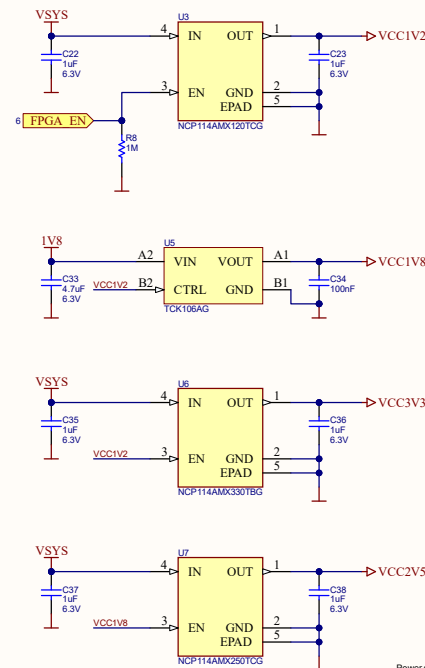 VSYS
U3
4 IN OUT 1 VCC1V2
C22
1uF
6.3V
C23
1uF
6.3V
3 EN GND 2
EPAD 5
6 FPGA_EN
NCP114AMX120TCG
R8
1M
1V8
U5
A2 VIN VOUT A1 VCC1V8
C33
4.7uF
6.3V
VCC1V2 B2 CTRL GND B1
C34
100nF
TCK106AG
VSYS
U6
4 IN OUT 1 VCC3V3
C35
1uF
6.3V
C36
1uF
6.3V
VCC1V2 3 EN GND 2
EPAD 5
NCP114AMX330TBG
VSYS
U7
4 IN OUT 1 VCC2V5
C37
1uF
6.3V
C38
1uF
6.3V
VCC1V8 3 EN GND 2
EPAD 5
NCP114AMX250TCG